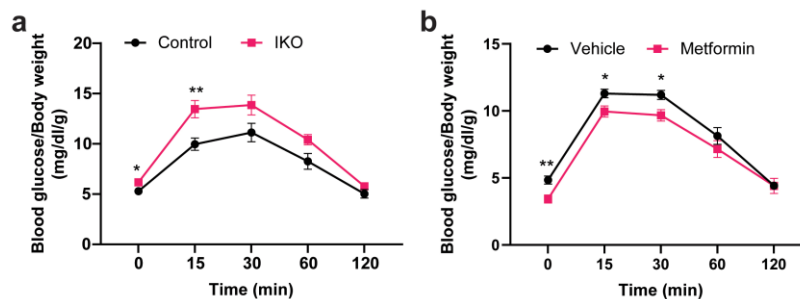 a
Control IKO
Blood glucose/Body weight
(mg/dl/g)
20
15
10
5
0
*
**
0 15 30 60 120
Time (min)
b
Vehicle Metformin
Blood glucose/Body weight
(mg/dl/g)
15
10
5
0
**
*
*
0 15 30 60 120
Time (min)